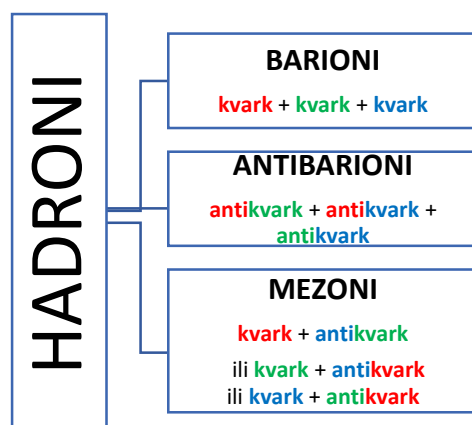 HADRONI
BARIONI
kvark + kvark + kvark
ANTIBARIONI
antikvark + antikvark +
antikvark
MEZONI
kvark + antikvark
ili kvark + antikvark
ili kvark + antikvark